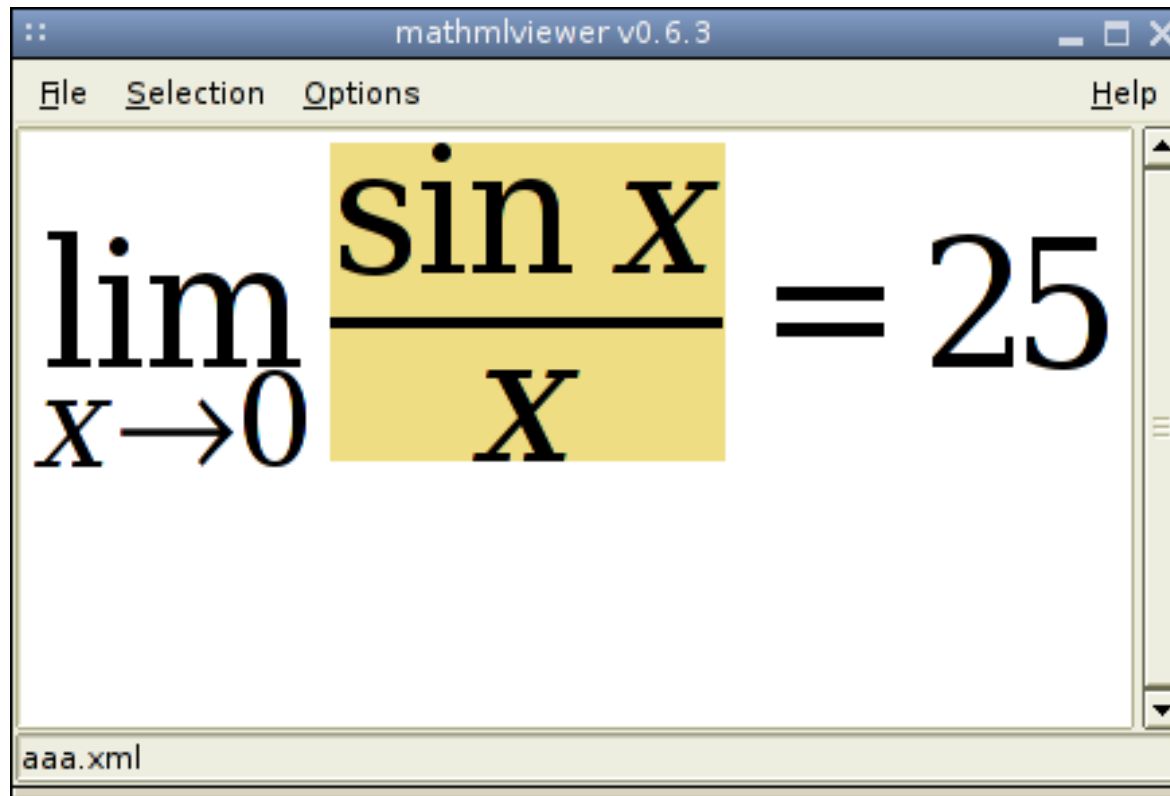 mathmlviewer v0.6.3
File Selection Options Help
lim sin x / x = 25
x→0
aaa.xml